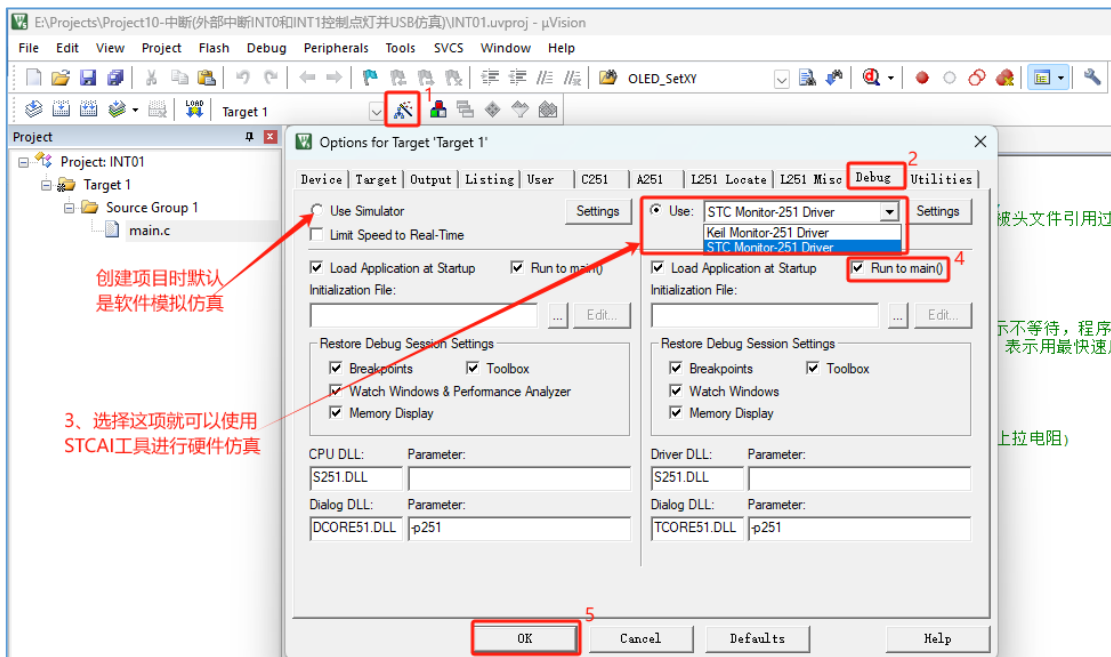 E:\Projects\Project10-中断(外部中断INT0和INT1控制点灯并USB仿真)\INT01.uvproj - µVision
File Edit View Project Flash Debug Peripherals Tools SVCS Window Help
OLED_SetXY
LOAD Target 1
1
Project
Project: INT01
Target 1
Source Group 1
main.c
Options for Target 'Target 1'
2
Device Target Output Listing User C251 A251 L251 Locate L251 Misc Debug Utilities
Use Simulator Settings
Limit Speed to Real-Time
Use: STC Monitor-251 Driver Settings
Keil Monitor-251 Driver
STC Monitor-251 Driver
Load Application at Startup Run to main()
Initialization File:
... Edit...
Load Application at Startup Run to main() 4
Initialization File:
... Edit...
Restore Debug Session Settings
Breakpoints Toolbox
Watch Windows & Performance Analyzer
Memory Display
Restore Debug Session Settings
Breakpoints Toolbox
Watch Windows
Memory Display
CPU DLL: Parameter:
S251.DLL
Dialog DLL: Parameter:
DCORE51.DLL -p251
Driver DLL: Parameter:
S251.DLL
Dialog DLL: Parameter:
TCORE51.DLL -p251
5
OK Cancel Defaults Help
创建项目时默认
是软件模拟仿真
3、选择这项就可以使用
STCAI工具进行硬件仿真
被头文件引用过
示不等待，程序
表示用最快速
上拉电阻)